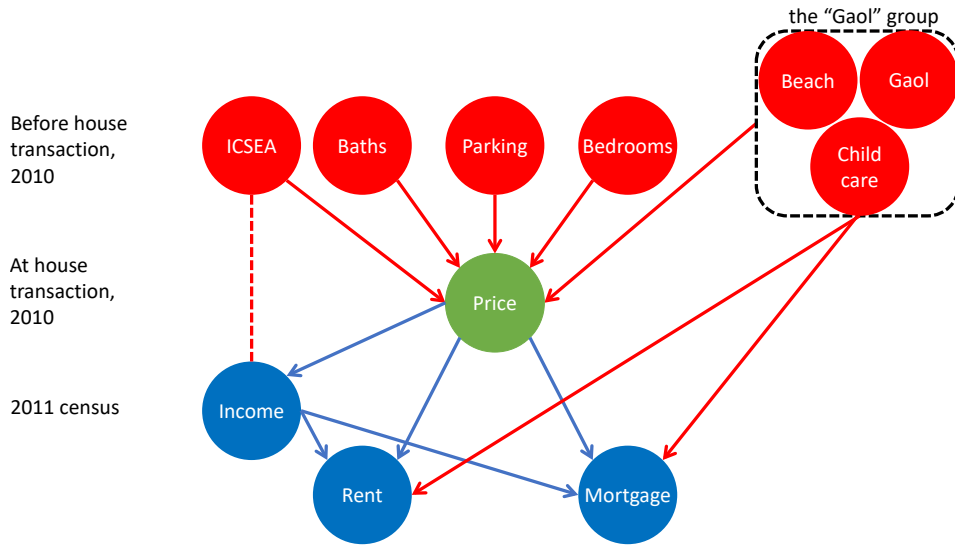 the “Gaol” group
Beach
Gaol
Before house
transaction,
2010
ICSEA
Baths
Parking
Bedrooms
Child
care
At house
transaction,
2010
Price
2011 census
Income
Rent
Mortgage